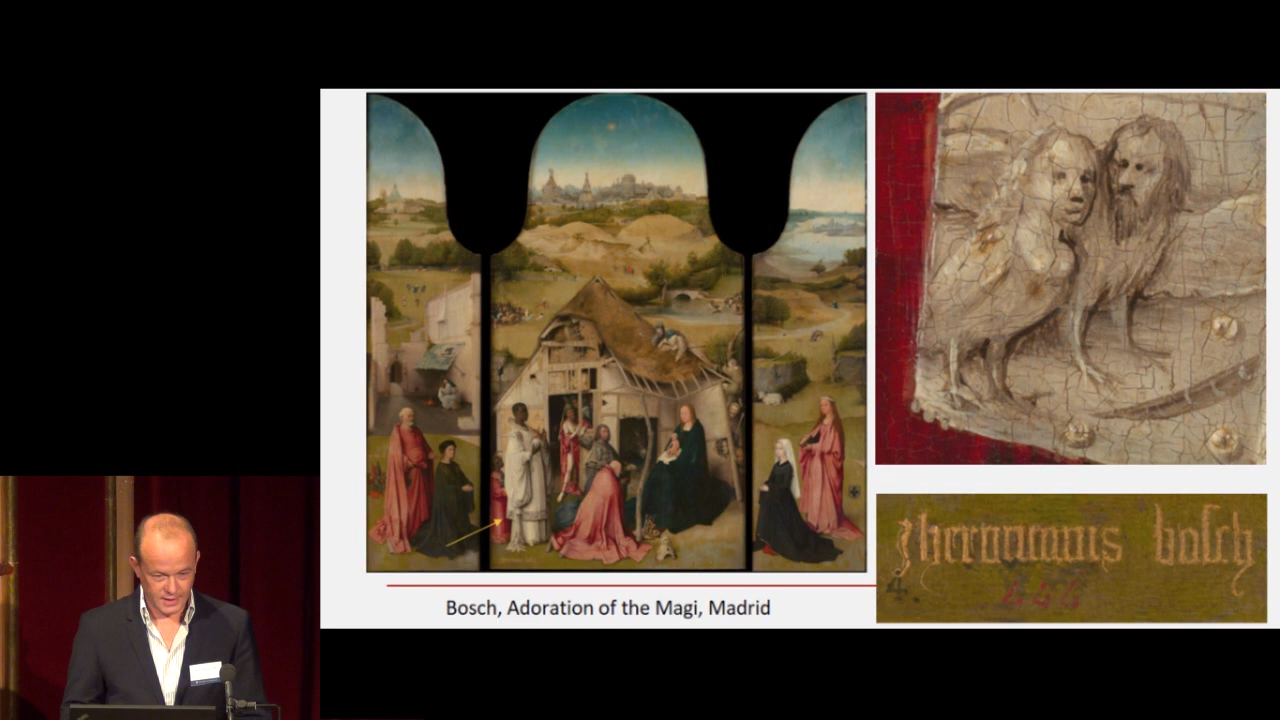 Jheronimus bosch
Bosch, Adoration of the Magi, Madrid